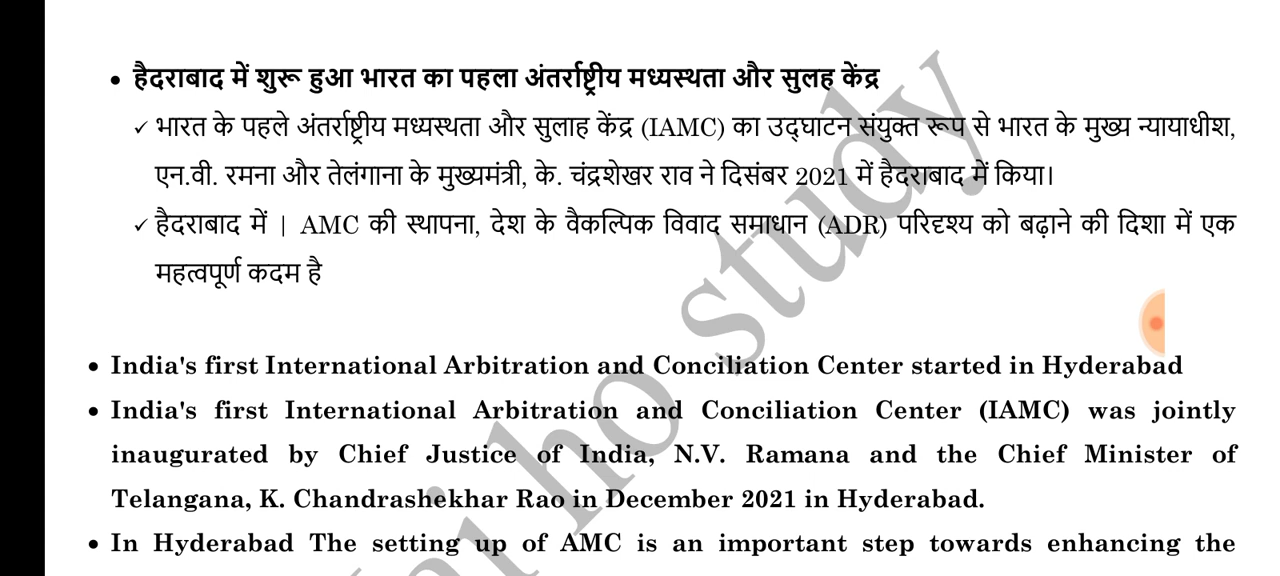 • हैदराबाद में शुरू हुआ भारत का पहला अंतर्राष्ट्रीय मध्यस्थता और सुलह केंद्र
✓ भारत के पहले अंतर्राष्ट्रीय मध्यस्थता और सुलाह केंद्र (IAMC) का उद्घाटन संयुक्त रूप से भारत के मुख्य न्यायाधीश,
एन.वी. रमना और तेलंगाना के मुख्यमंत्री, के. चंद्रशेखर राव ने दिसंबर 2021 में हैदराबाद में किया।
✓ हैदराबाद में | AMC की स्थापना, देश के वैकल्पिक विवाद समाधान (ADR) परिदृश्य को बढ़ाने की दिशा में एक
महत्वपूर्ण कदम है
• India's first International Arbitration and Conciliation Center started in Hyderabad
• India's first International Arbitration and Conciliation Center (IAMC) was jointly
inaugurated by Chief Justice of India, N.V. Ramana and the Chief Minister of
Telangana, K. Chandrashekhar Rao in December 2021 in Hyderabad.
• In Hyderabad The setting up of AMC is an important step towards enhancing the
ho study